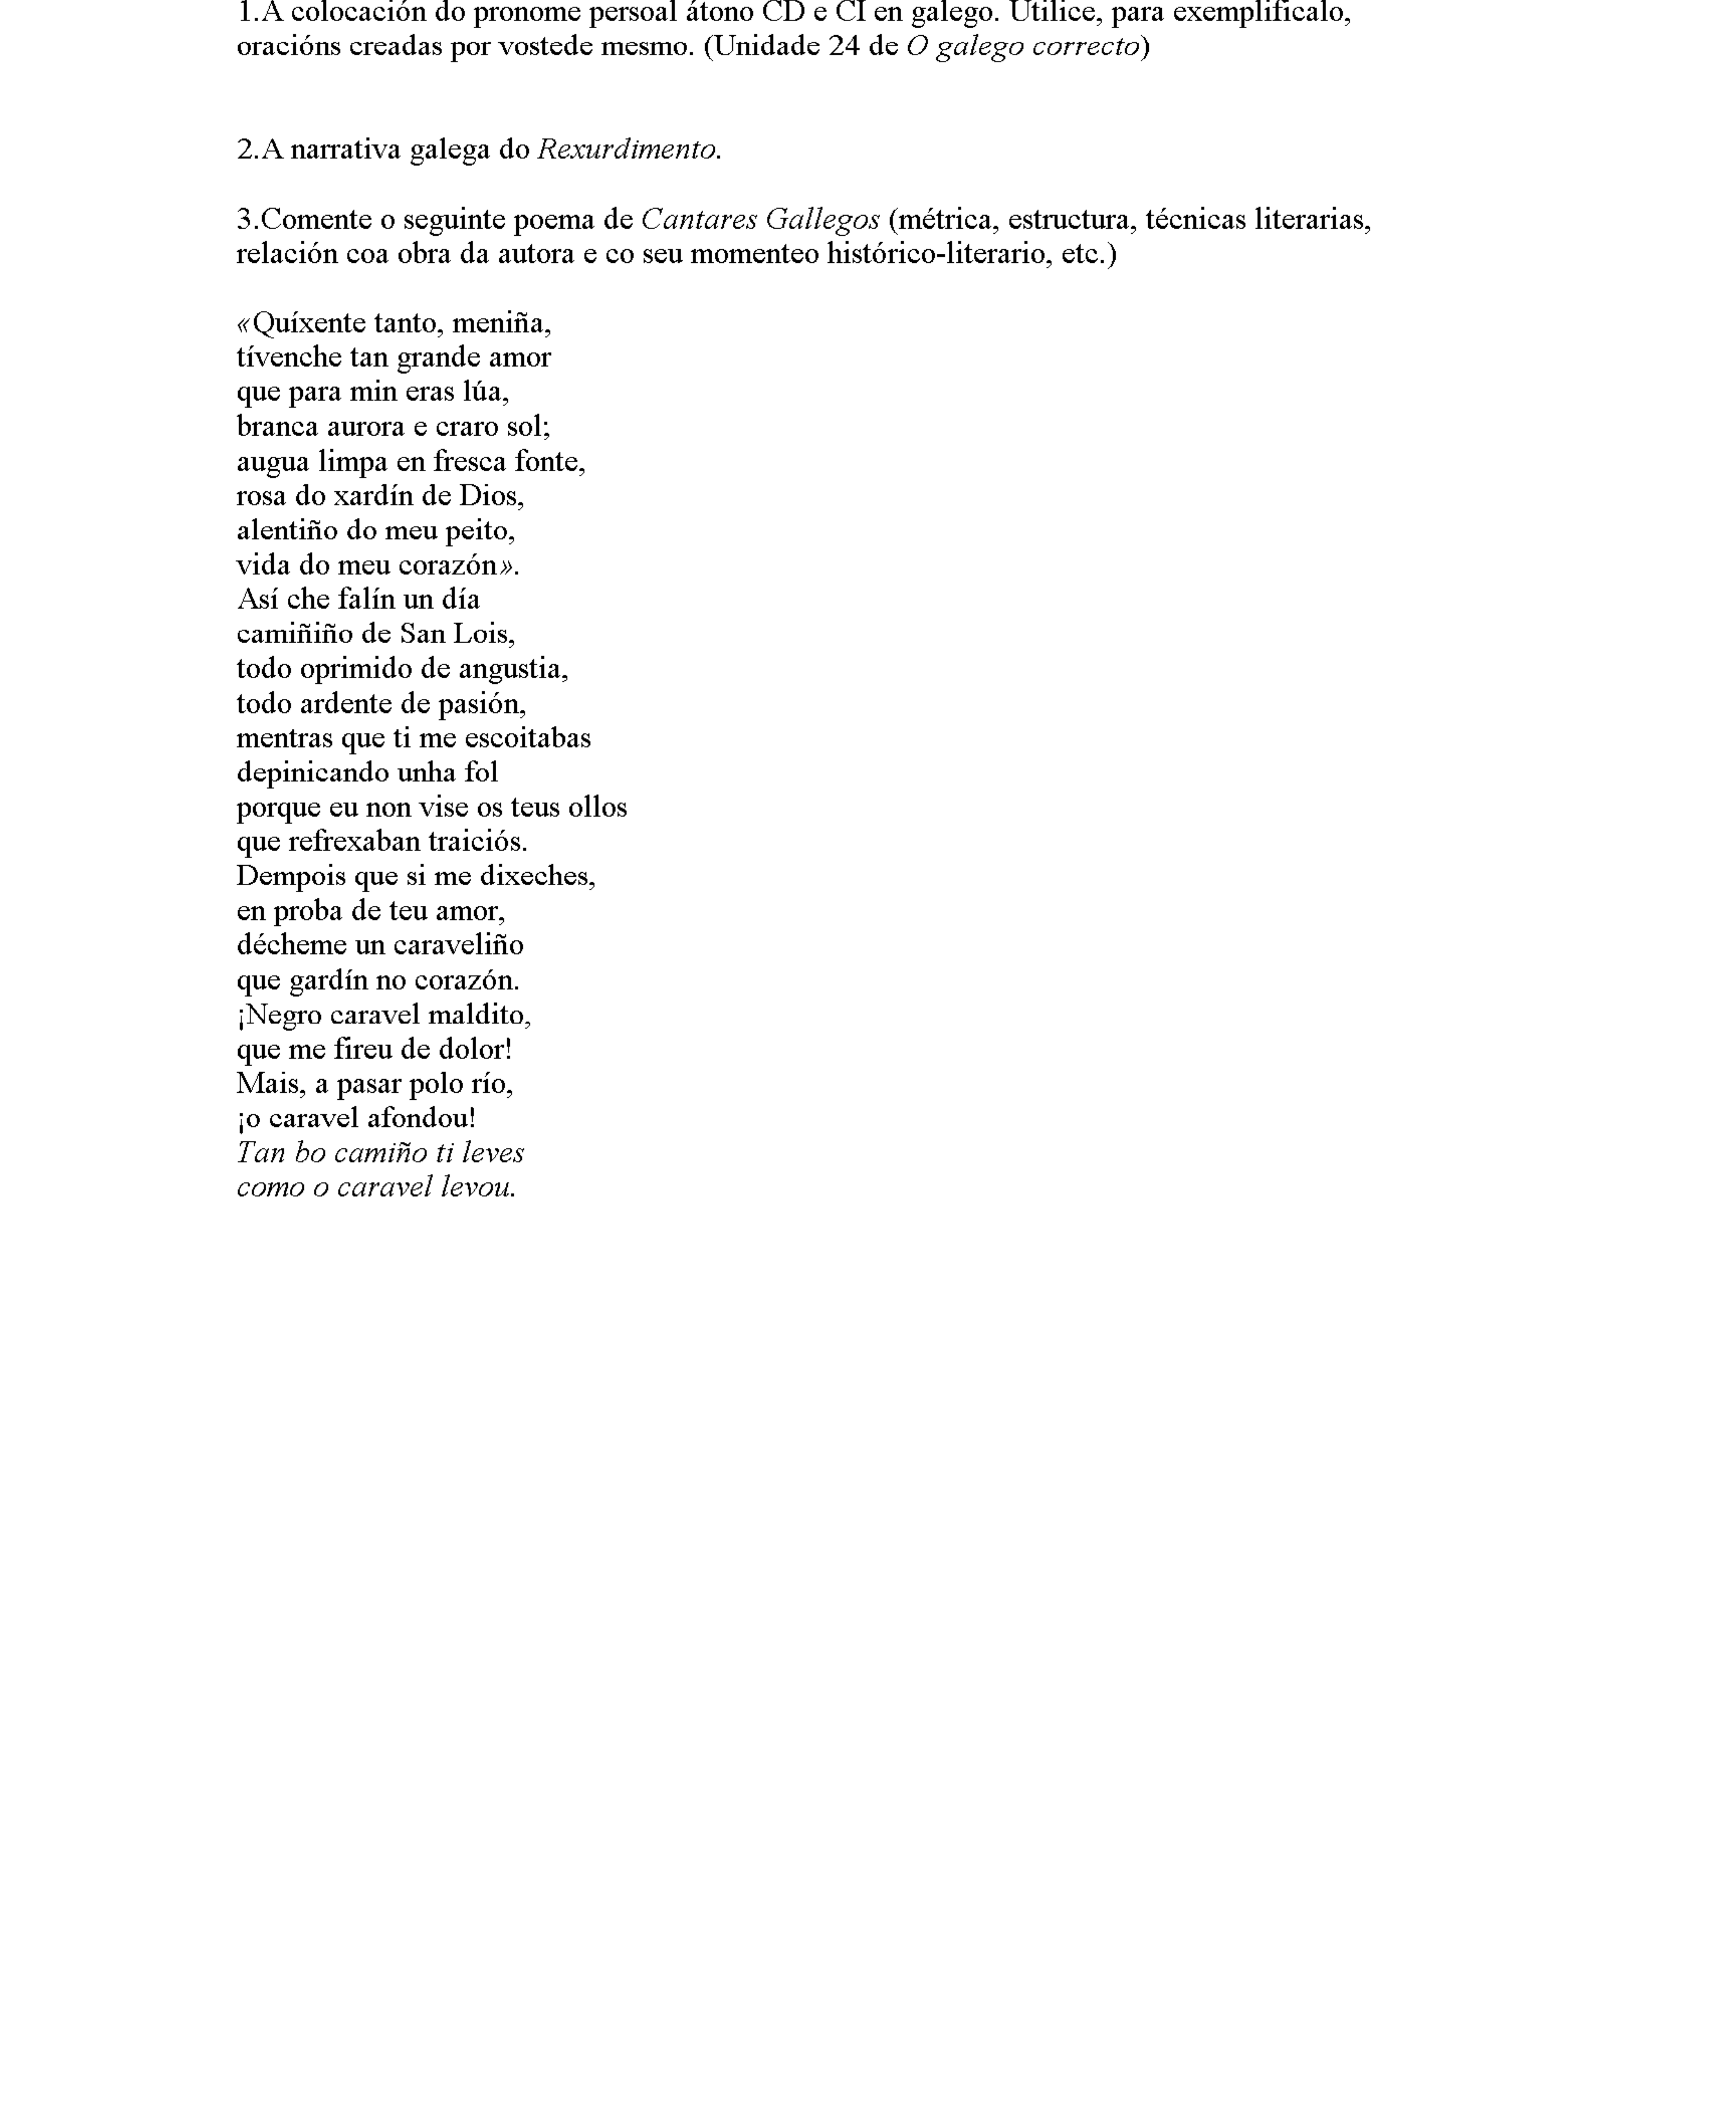 1.A colocación do pronome persoal átono CD e CI en galego. Utilice, para exemplificalo,
oracións creadas por vostede mesmo. (Unidade 24 de O galego correcto)
2.A narrativa galega do Rexurdimento.
3.Comente o seguinte poema de Cantares Gallegos (métrica, estructura, técnicas literarias,
relación coa obra da autora e co seu momenteo histórico-literario, etc.)
«Quíxente tanto, meniña,
tívenche tan grande amor
que para min eras lúa,
branca aurora e craro sol;
augua limpa en fresca fonte,
rosa do xardín de Dios,
alentiño do meu peito,
vida do meu corazón».
Así che falín un día
camiñiño de San Lois,
todo oprimido de angustia,
todo ardente de pasión,
mentras que ti me escoitabas
depinicando unha fol
porque eu non vise os teus ollos
que refrexaban traiciós.
Dempois que si me dixeches,
en proba de teu amor,
décheme un caraveliño
que gardín no corazón.
¡Negro caravel maldito,
que me fireu de dolor!
Mais, a pasar polo río,
¡o caravel afondou!
Tan bo camiño ti leves
como o caravel levou.